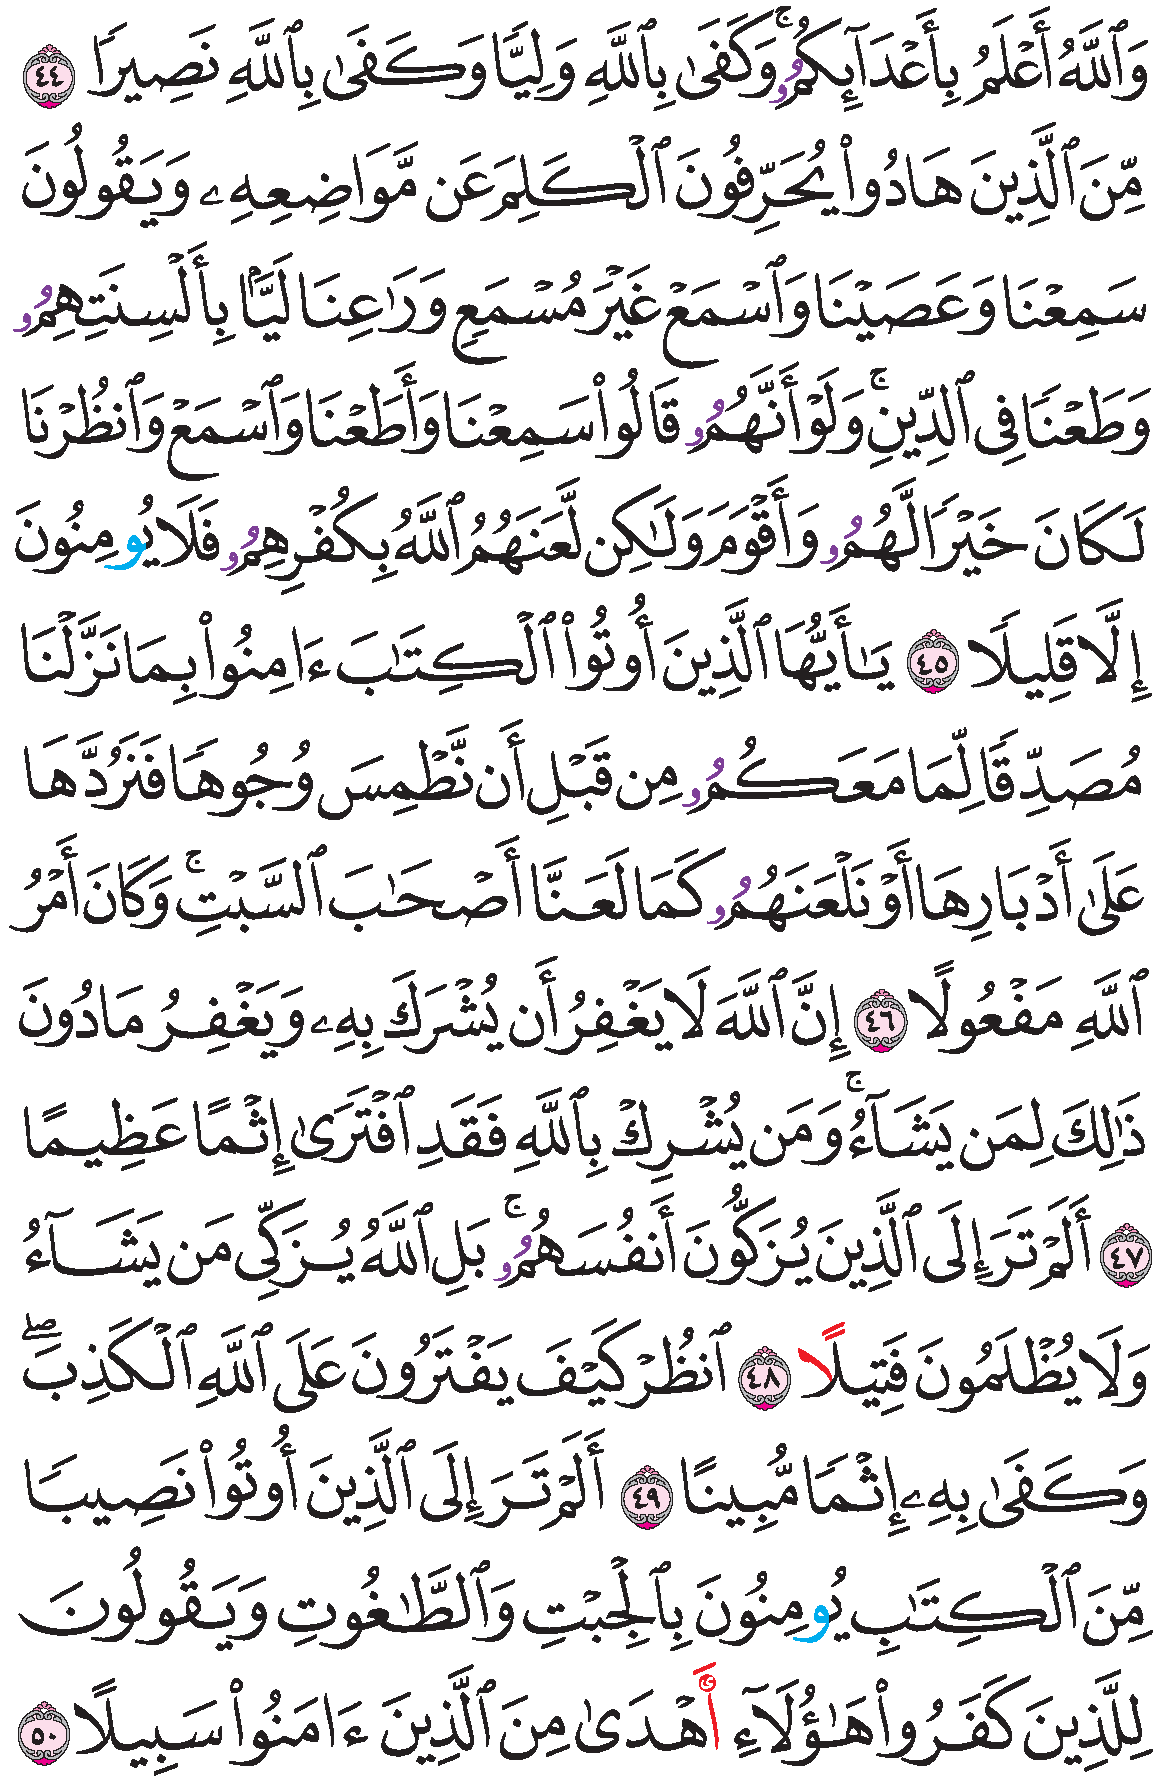 وَٱللَّهُ أَعْلَمُ بِأَعْدَآئِكُمُۥۚ وَكَفَىٰ بِٱللَّهِ وَلِيّٗا وَكَفَىٰ بِٱللَّهِ نَصِيرٗا ٤٤
مِّنَ ٱلَّذِينَ هَادُواْ يُحَرِّفُونَ ٱلْكَلِمَ عَن مَّوَاضِعِهِۦ وَيَقُولُونَ
سَمِعْنَا وَعَصَيْنَا وَٱسْمَعْ غَيْرَ مُسْمَعٖ وَرَٰعِنَا لَيَّۢا بِأَلْسِنَتِهِمُۥ
وَطَعْنٗا فِى ٱلدِّينِۚ وَلَوْ أَنَّهُمُۥ قَالُواْ سَمِعْنَا وَأَطَعْنَا وَٱسْمَعْ وَٱنظُرْنَا
لَكَانَ خَيْرٗا لَّهُمُۥ وَأَقْوَمَ وَلَٰكِن لَّعَنَهُمُ ٱللَّهُ بِكُفْرِهِمُۥ فَلَا يُومِنُونَ
إِلَّا قَلِيلٗا ٤٥ يَٰأَيُّهَا ٱلَّذِينَ أُوتُواْ ٱلْكِتَٰبَ ءَامِنُواْ بِمَا نَزَّلْنَا
مُصَدِّقٗا لِّمَا مَعَكُمُۥ مِن قَبْلِ أَن نَّطْمِسَ وُجُوهٗا فَنَرُدَّهَا
عَلَىٰ أَدْبَارِهَا أَوْ نَلْعَنَهُمُۥ كَمَا لَعَنَّا أَصْحَٰبَ ٱلسَّبْتِۚ وَكَانَ أَمْرُ
ٱللَّهِ مَفْعُولًا ٤٦ إِنَّ ٱللَّهَ لَا يَغْفِرُ أَن يُشْرَكَ بِهِۦ وَيَغْفِرُ مَا دُونَ
ذَٰلِكَ لِمَن يَشَآءُۚ وَمَن يُشْرِكْ بِٱللَّهِ فَقَدِ ٱفْتَرَىٰ إِثْمًا عَظِيمًا
٤٧ أَلَمْ تَرَ إِلَى ٱلَّذِينَ يُزَكُّونَ أَنفُسَهُمُۥۚ بَلِ ٱللَّهُ يُزَكِّى مَن يَشَآءُ
وَلَا يُظْلَمُونَ فَتِيلًا ٤٨ ٱنظُرْ كَيْفَ يَفْتَرُونَ عَلَى ٱللَّهِ ٱلْكَذِبَۖ
وَكَفَىٰ بِهِۦ إِثْمٗا مُّبِينًا ٤٩ أَلَمْ تَرَ إِلَى ٱلَّذِينَ أُوتُواْ نَصِيبٗا
مِّنَ ٱلْكِتَٰبِ يُومِنُونَ بِٱلْجِبْتِ وَٱلطَّٰغُوتِ وَيَقُولُونَ
لِلَّذِينَ كَفَرُواْ هَٰؤُلَآءِ أَهْدَىٰ مِنَ ٱلَّذِينَ ءَامَنُواْ سَبِيلًا ٥٠